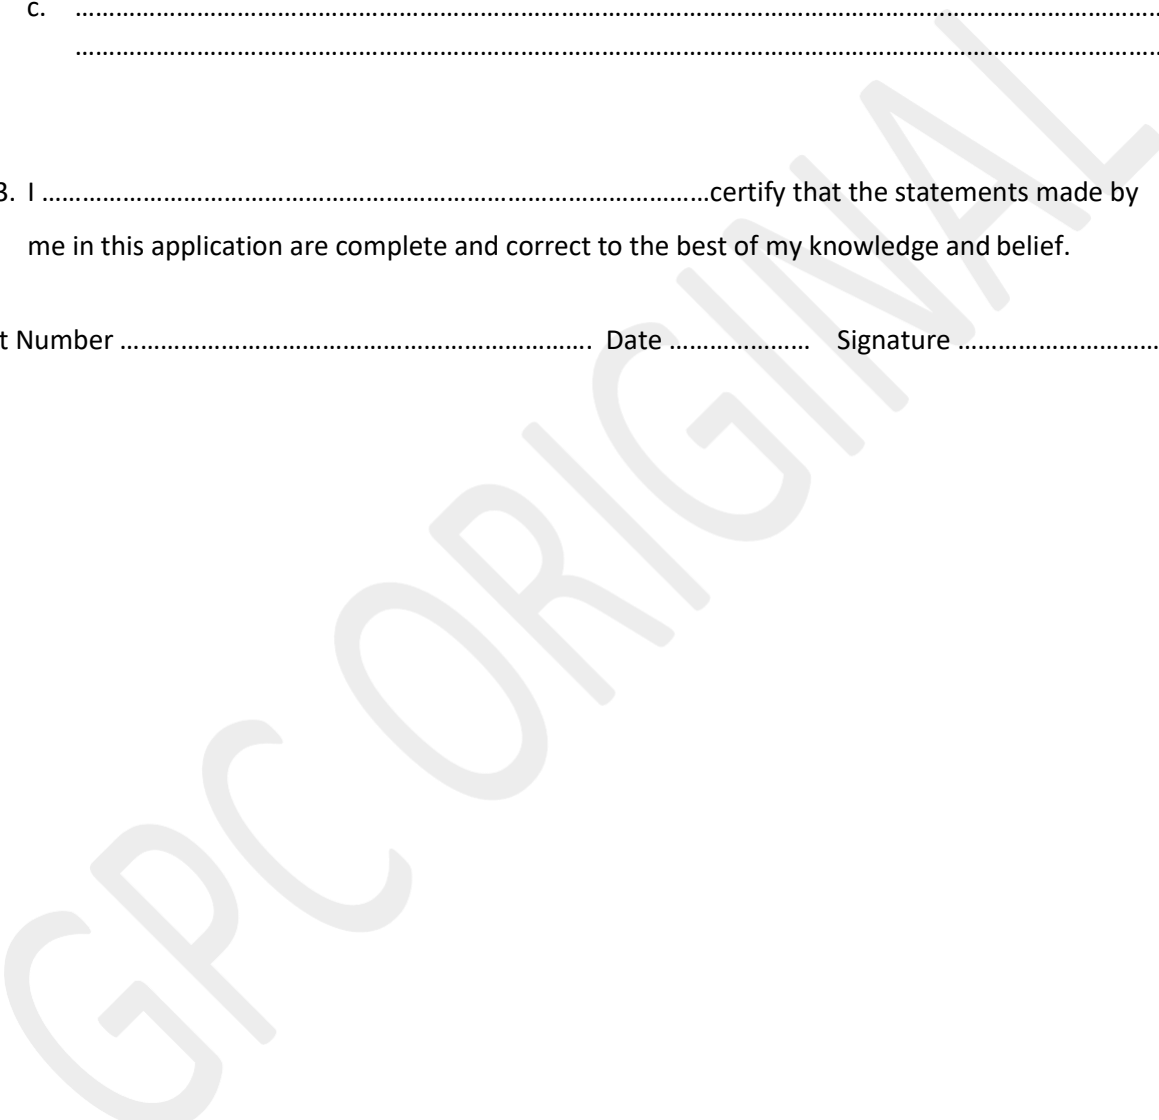 c. ………………………………………………………………………………………………………………………………………………
………………………………………………………………………………………………………………………………………………
3. I ………………………………………………………………………………………certify that the statements made by
me in this application are complete and correct to the best of my knowledge and belief.
t Number ……………………………………………………………. Date ………………… Signature …………………………
GPC ORIGINAL